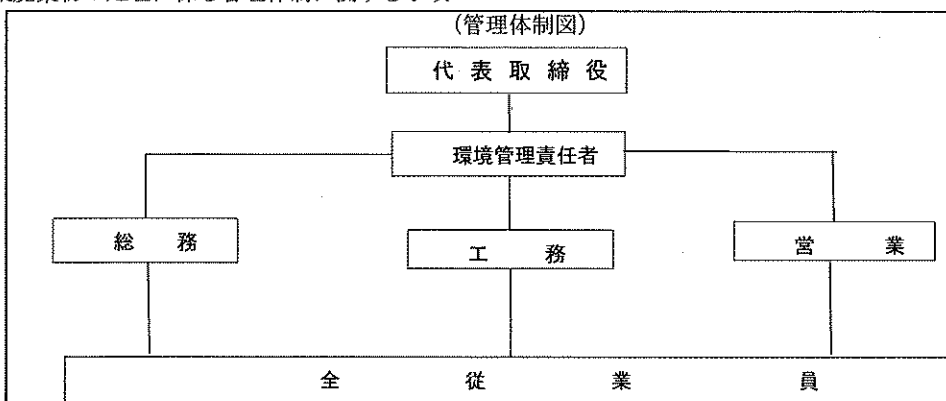 (管理体制図)
代表取締役
環境管理責任者
総務
工務
営業
全従業員